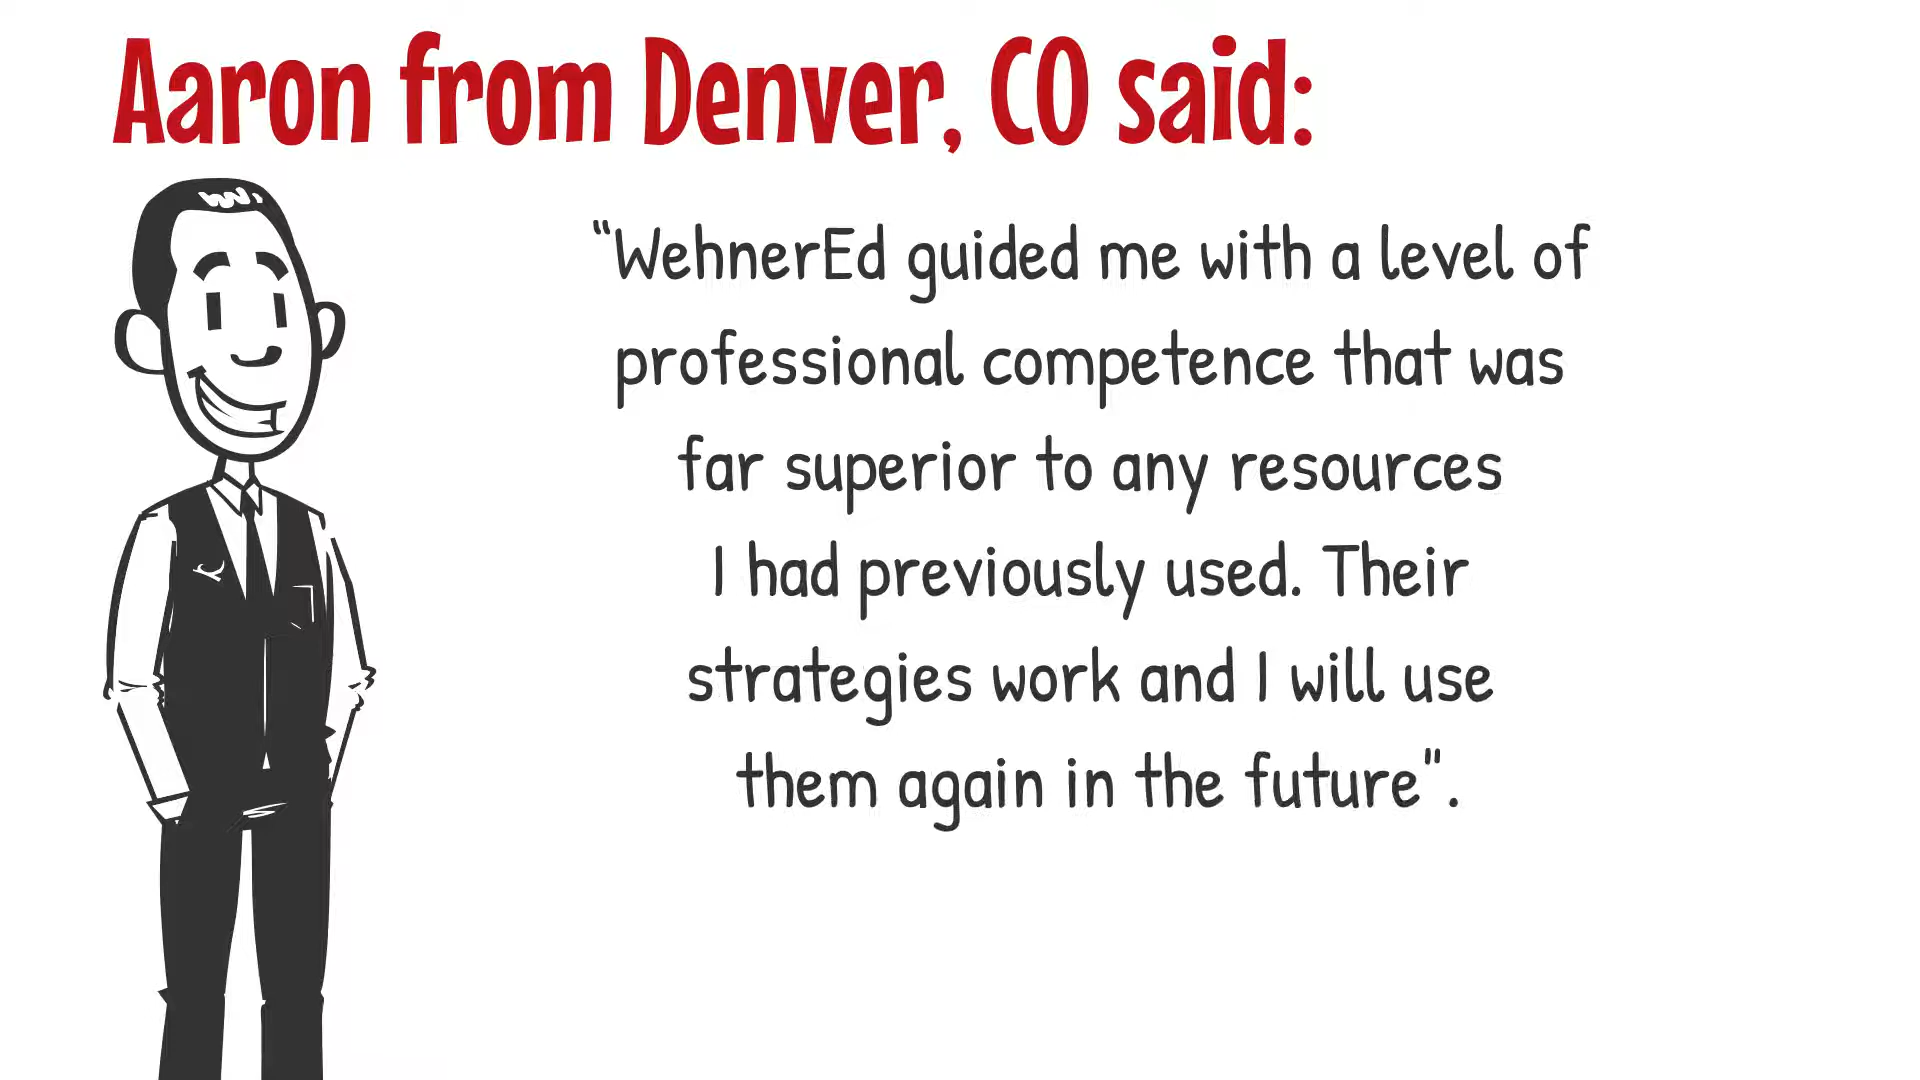 Aaron from Denver, CO said:
"WehnerEd guided me with a level of
professional competence that was
far superior to any resources
I had previously used. Their
strategies work and I will use
them again in the future".